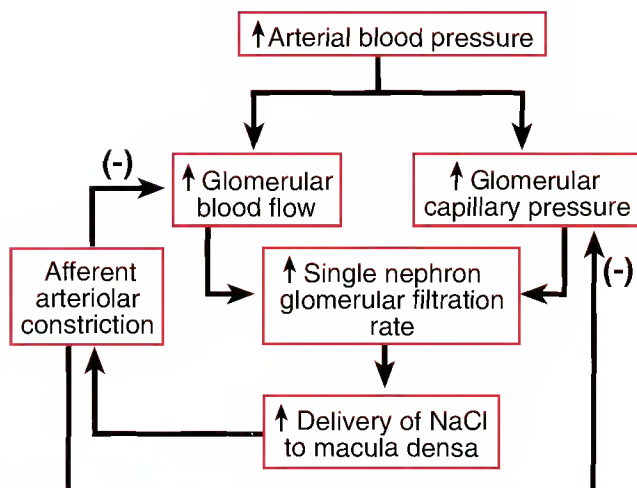 ↑Arterial blood pressure
(-)
↑ Glomerular
blood flow
↑ Glomerular
capillary pressure
Afferent
arteriolar
constriction
↑ Single nephron
glomerular filtration
rate
(-)
↑ Delivery of NaCl
to macula densa